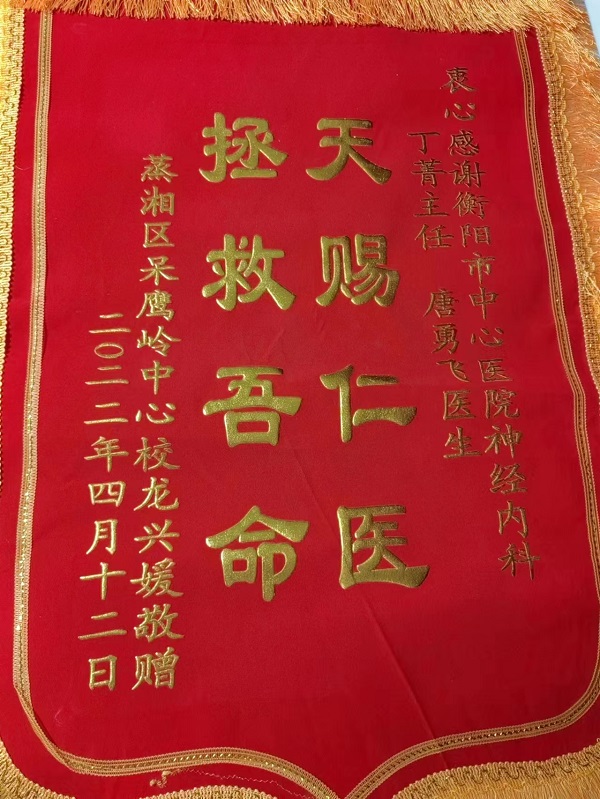 衷心感谢衡阳市中心医院神经内科
丁菁主任 唐勇飞医生
天赐仁医
拯救吾命
蒸湘区呆鹰岭中心校龙兴媛敬赠
二〇二二年四月十二日